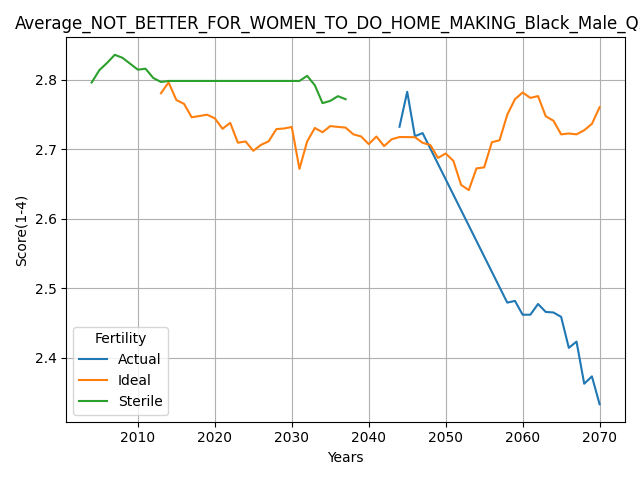 Average_NOT_BETTER_FOR_WOMEN_TO_DO_HOME_MAKING_Black_Male_Q
Score(1-4)
2.8
2.7
2.6
2.5
2.4
Fertility
Actual
Ideal
Sterile
2010 2020 2030 2040 2050 2060 2070
Years